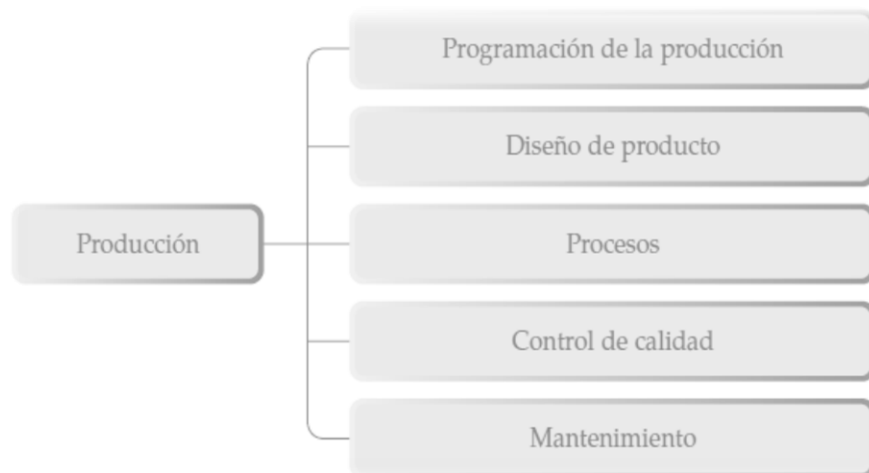 Programación de la producción
Diseño de producto
Producción
Procesos
Control de calidad
Mantenimiento